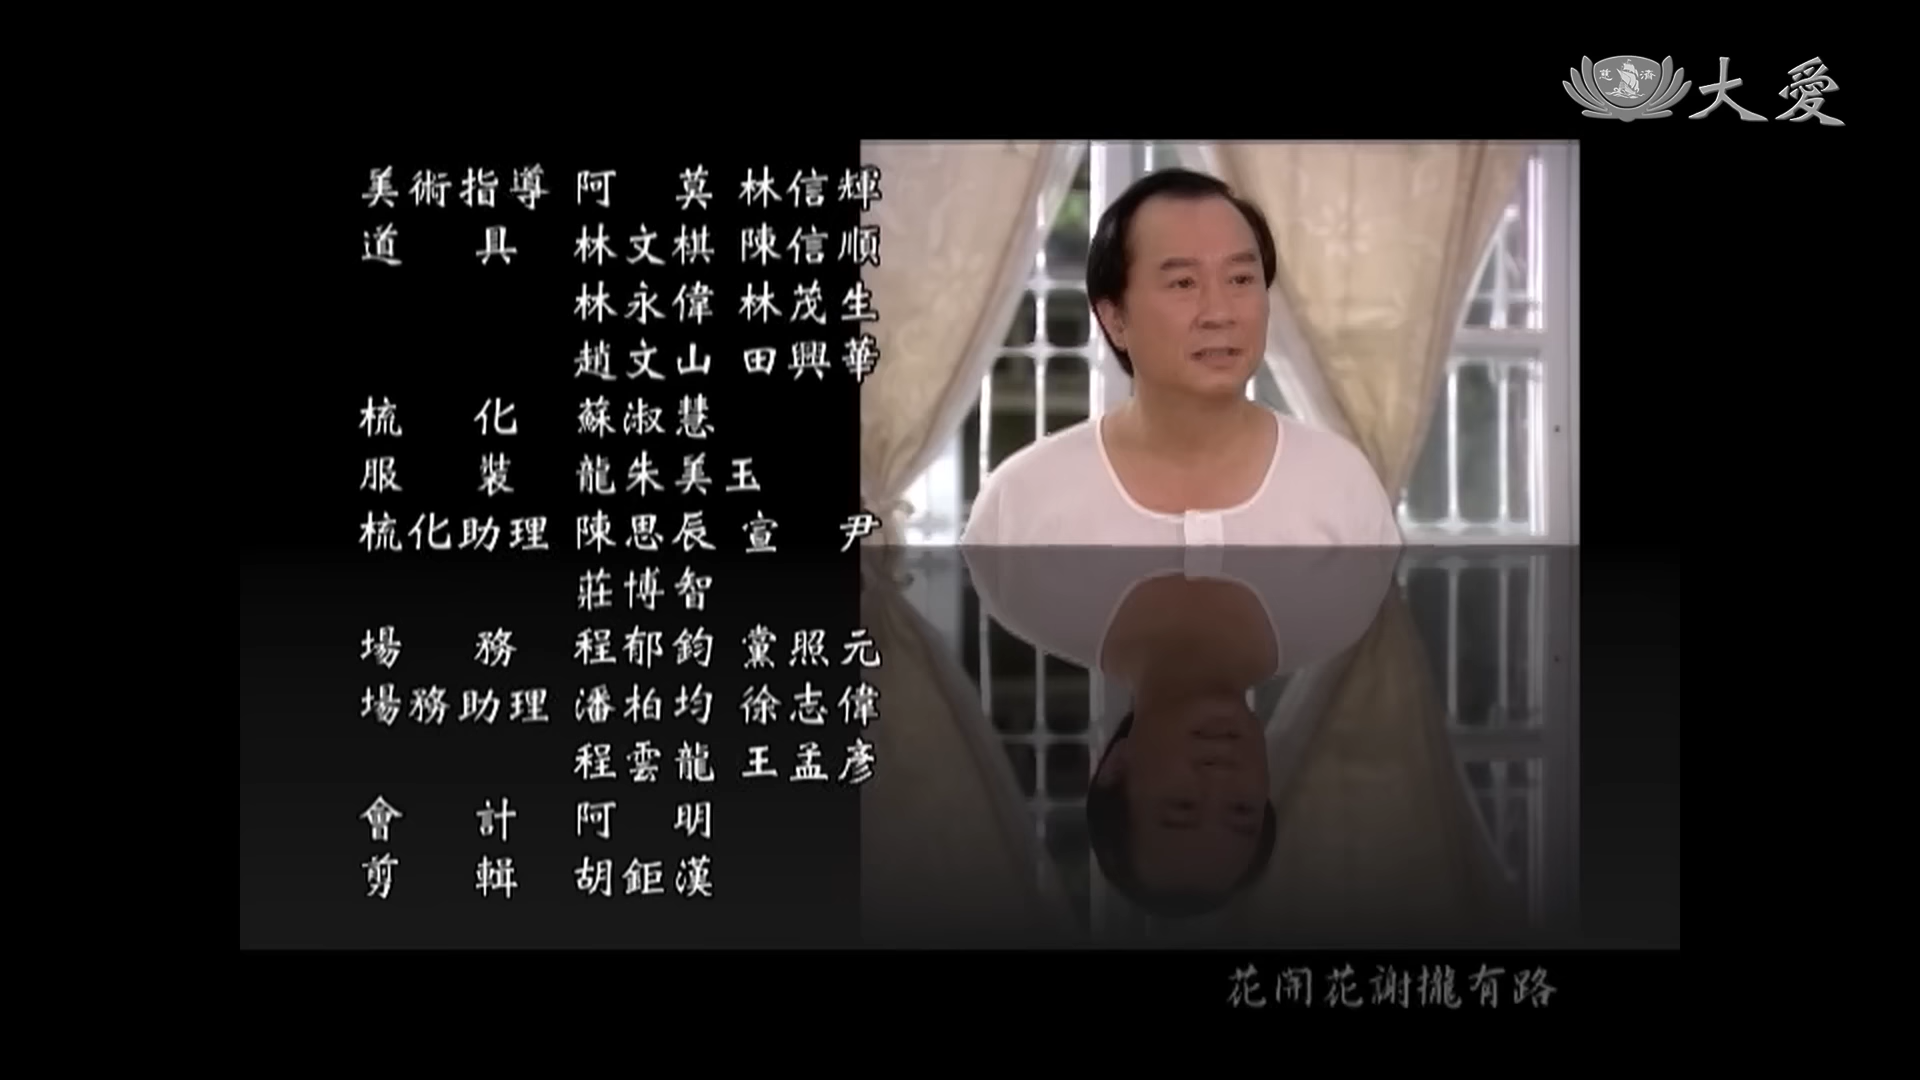 慈濟 大愛
美術指導 阿莫 林信輝
道具 林文棋 陳信順
林永偉 林茂生
趙文山 田興華
梳化 蘇淑慧
服裝 龍朱美玉
梳化助理 陳思辰 宣尹
莊博智
場務 程郁鈞 黨照元
場務助理 潘柏均 徐志偉
程雲龍 王孟彥
會計 阿明
剪輯 胡鉅漢
花開花謝攏有路